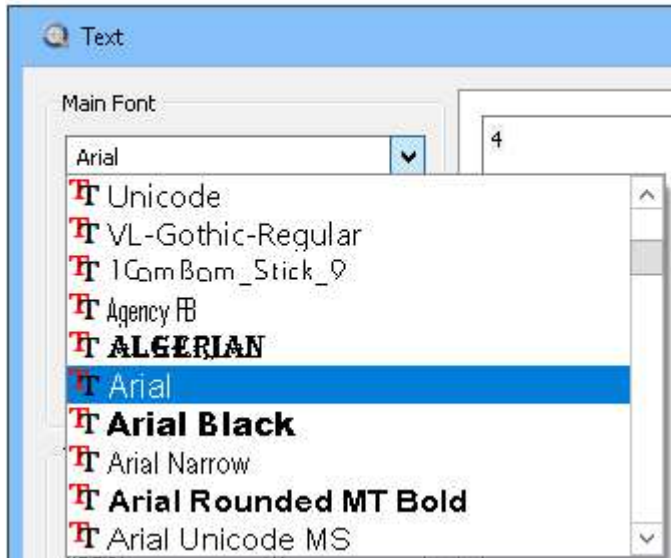 Text
Main Font
Arial
4
Unicode
VL-Gothic-Regular
1CamBam_Stick_9
Agency FB
ALGERIAN
Arial
Arial Black
Arial Narrow
Arial Rounded MT Bold
Arial Unicode MS